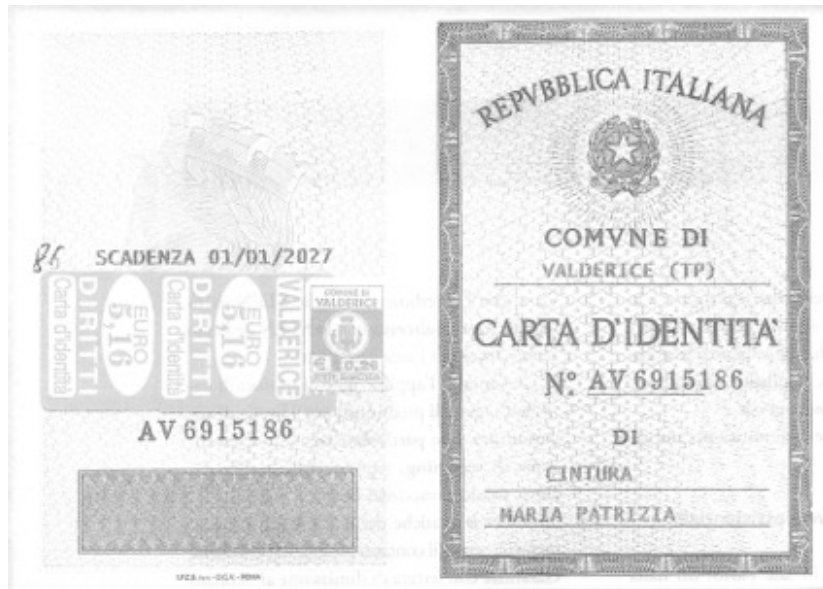 86 SCADENZA 01/01/2027
Carta d'identità
DIRITTI
EURO
5,16
Carta d'identità
DIRITTI
EURO
5,16
VALDERICE
COMUNE DI
VALDERICE
€ 0,26
AV 6915186
REPVBBLICA ITALIANA
COMVNE DI
VALDERICE (TP)
CARTA D'IDENTITA'
N° AV 6915186
DI
CINTURA
MARIA PATRIZIA